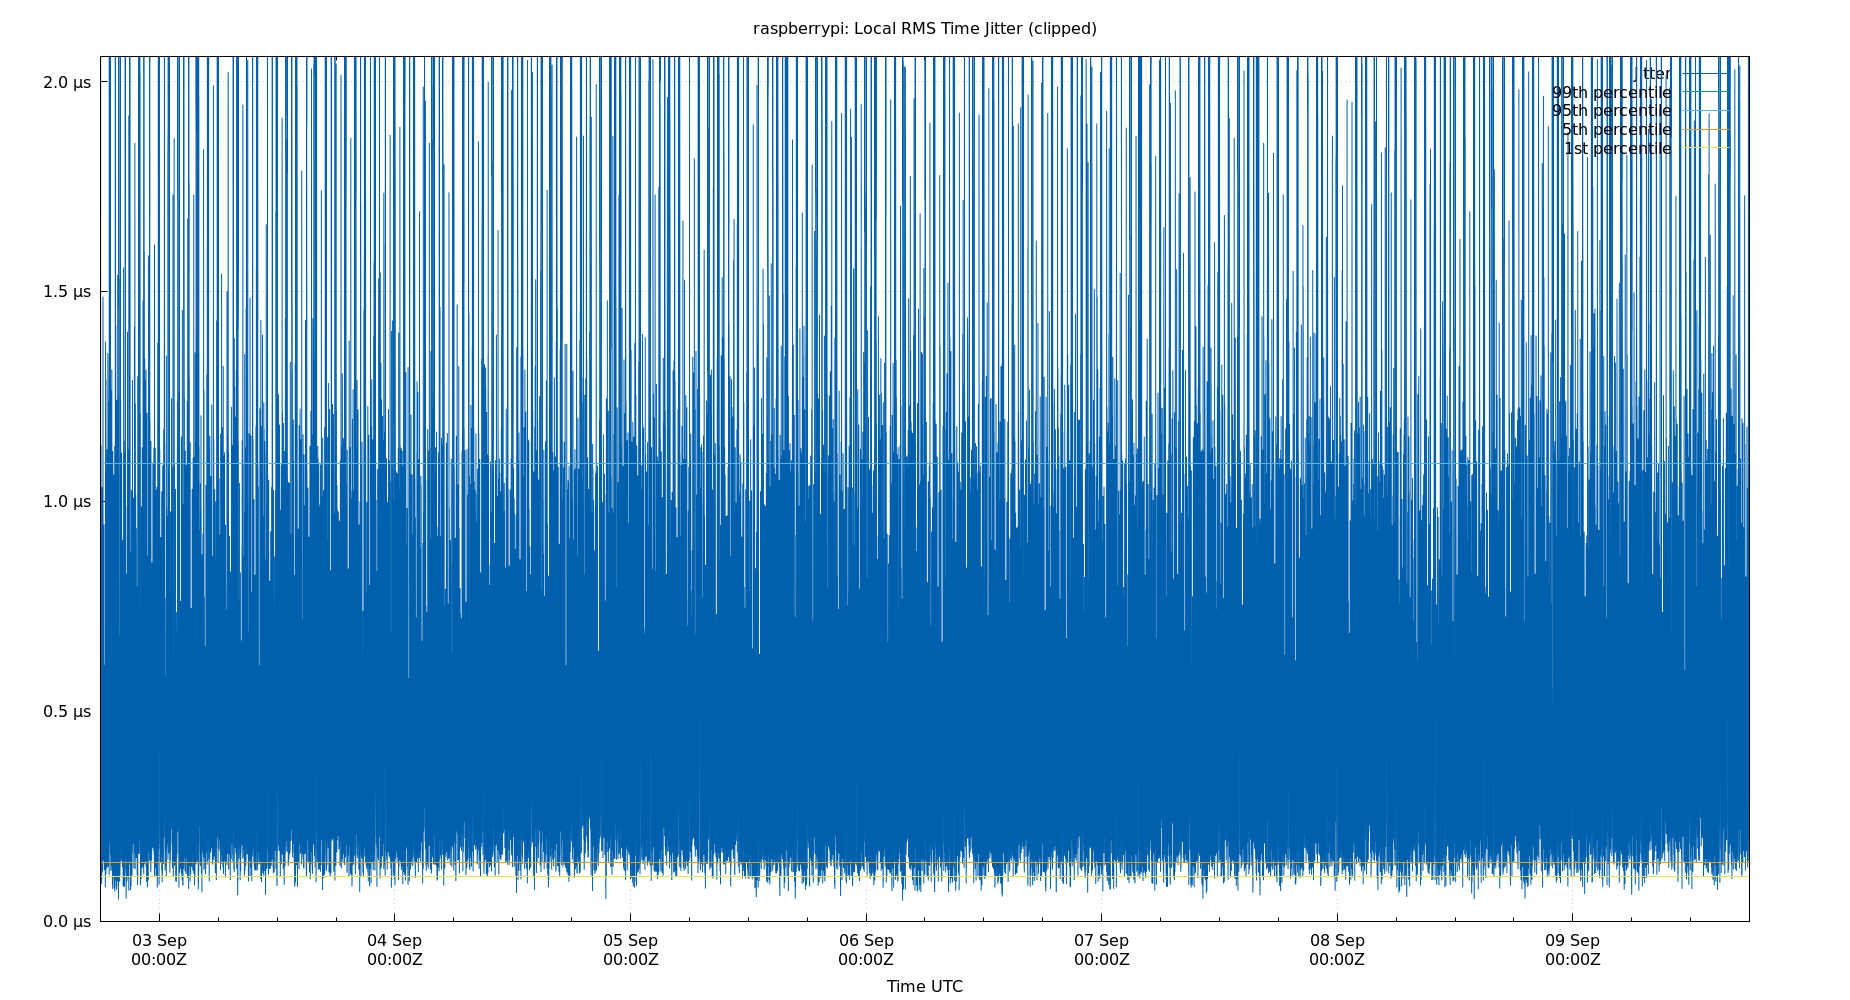 raspberrypi: Local RMS Time Jitter (clipped)
2.0 µs
1.5 µs
1.0 µs
0.5 µs
0.0 µs
jitter
99th percentile
95th percentile
5th percentile
1st percentile
03 Sep
00:00Z
04 Sep
00:00Z
05 Sep
00:00Z
06 Sep
00:00Z
07 Sep
00:00Z
08 Sep
00:00Z
09 Sep
00:00Z
Time UTC